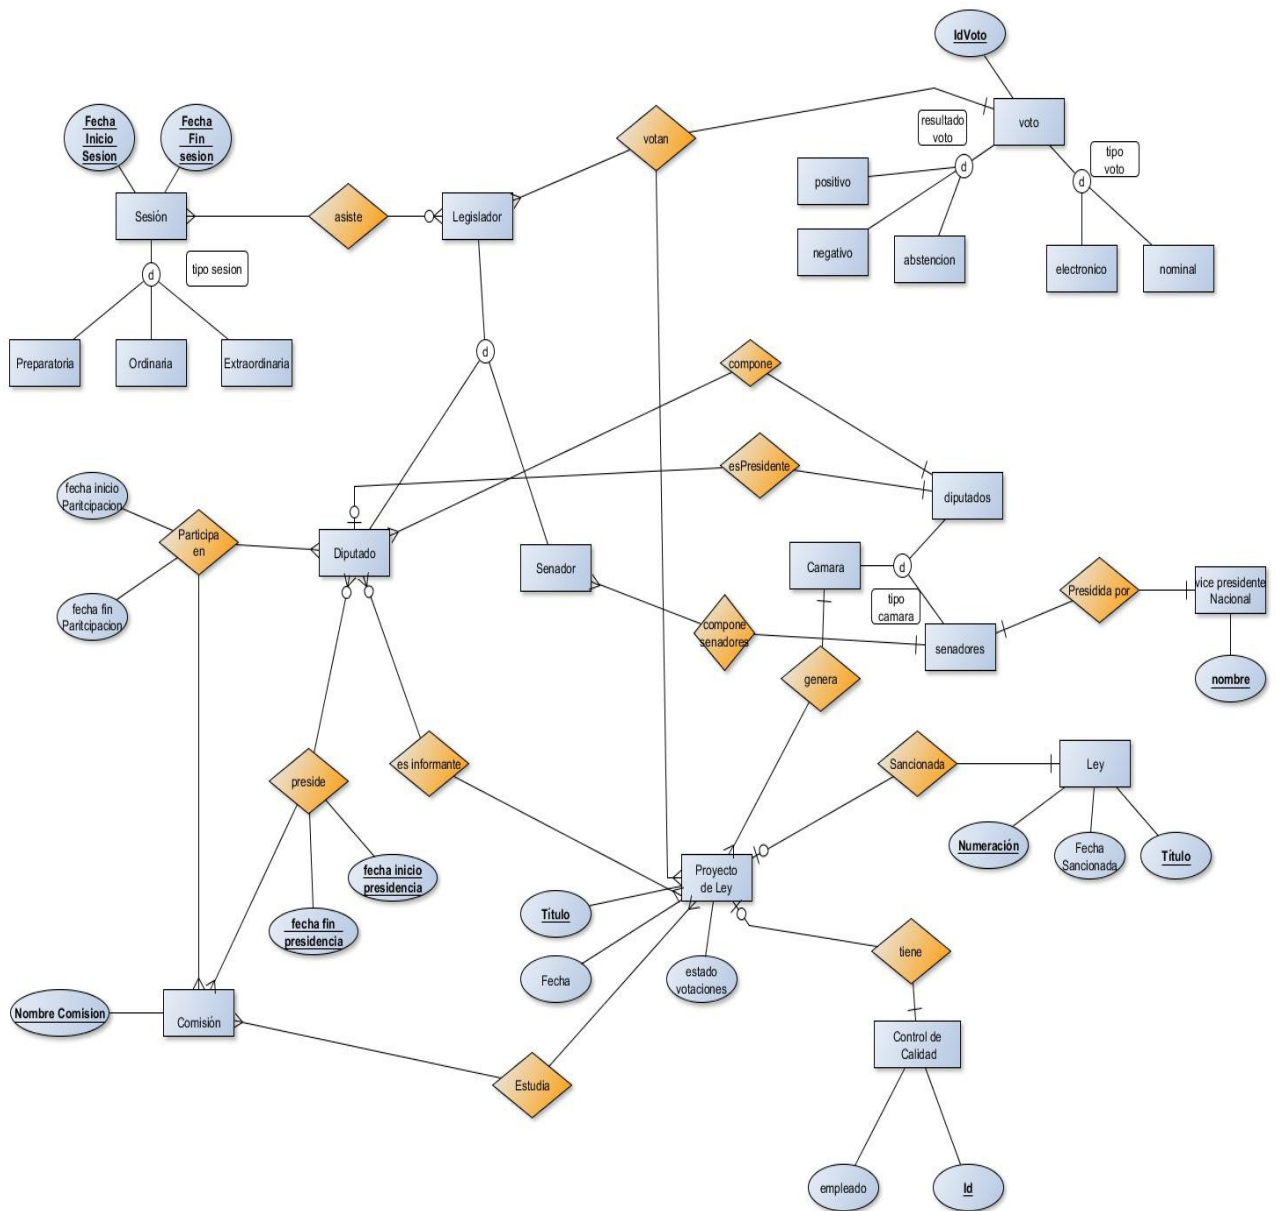 IdVoto
Fecha
Inicio
Sesion
Fecha
Fin
sesion
votan
resultado
voto
voto
tipo
voto
positivo
negativo
abstencion
electronico
nominal
Sesión
asiste
Legislador
d
tipo sesion
d
d
Preparatoria
Ordinaria
Extraordinaria
d
compone
esPresidente
diputados
fecha inicio
Paritcipacion
Participa
en
fecha fin
Paritcipacion
Diputado
Senador
Camara
d
tipo
camara
compone
senadores
senadores
Presidida por
vice presidente
Nacional
nombre
genera
preside
es informante
Sancionada
Ley
Numeración
Fecha
Sancionada
Título
fecha inicio
presidencia
fecha fin
presidencia
Proyecto
de Ley
Título
Fecha
estado
votaciones
tiene
Nombre Comision
Comisión
Estudia
Control de
Calidad
empleado
Id